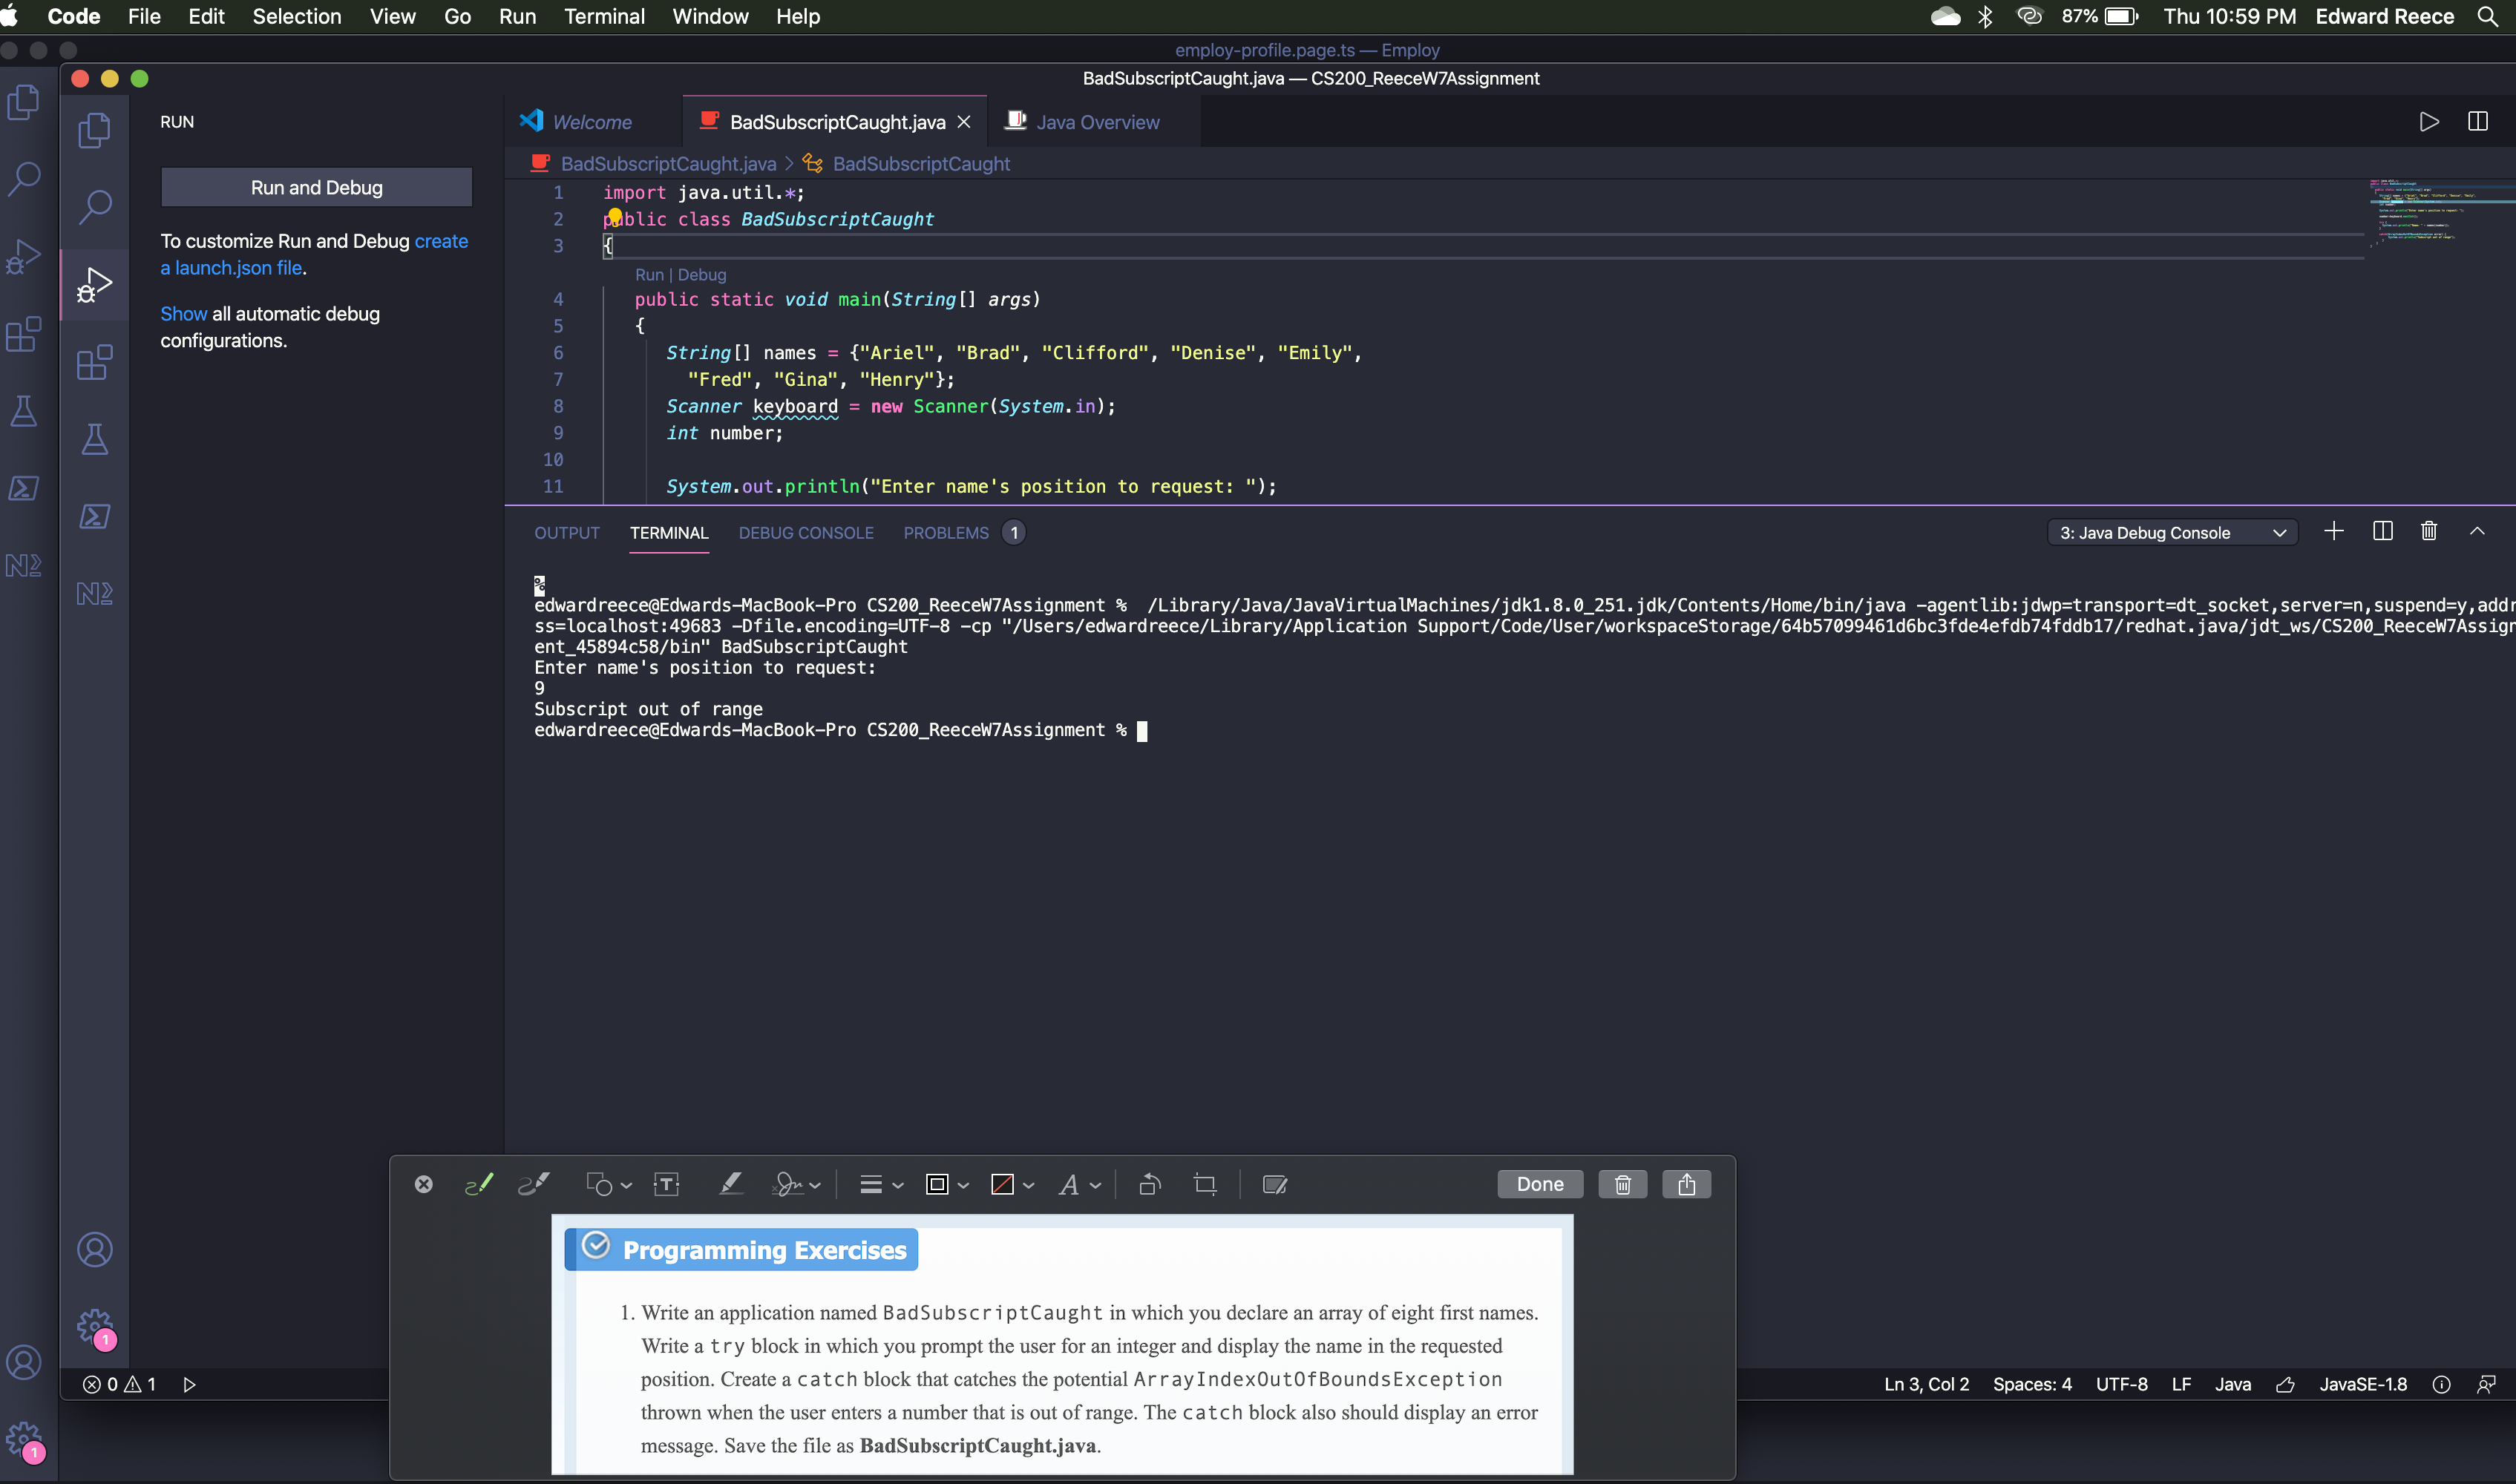 Code File Edit Selection View Go Run Terminal Window Help 87% Thu 10:59 PM Edward Reece
employ-profile.page.ts — Employ
BadSubscriptCaught.java — CS200_ReeceW7Assignment
RUN
Run and Debug
To customize Run and Debug create
a launch.json file.
Show all automatic debug
configurations.
Welcome BadSubscriptCaught.java Java Overview
BadSubscriptCaught.java > BadSubscriptCaught
1 import java.util.*;
2 public class BadSubscriptCaught
3 {
Run | Debug
4 public static void main(String[] args)
5 {
6 String[] names = {"Ariel", "Brad", "Clifford", "Denise", "Emily",
7 "Fred", "Gina", "Henry"};
8 Scanner keyboard = new Scanner(System.in);
9 int number;
10
11 System.out.println("Enter name's position to request: ");
OUTPUT TERMINAL DEBUG CONSOLE PROBLEMS 1 3: Java Debug Console
%
edwardreece@Edwards-MacBook-Pro CS200_ReeceW7Assignment % /Library/Java/JavaVirtualMachines/jdk1.8.0_251.jdk/Contents/Home/bin/java -agentlib:jdwp=transport=dt_socket,server=n,suspend=y,addr
ss=localhost:49683 -Dfile.encoding=UTF-8 -cp "/Users/edwardreece/Library/Application Support/Code/User/workspaceStorage/64b57099461d6bc3fde4efdb74fddb17/redhat.java/jdt_ws/CS200_ReeceW7Assign
ent_45894c58/bin" BadSubscriptCaught
Enter name's position to request:
9
Subscript out of range
edwardreece@Edwards-MacBook-Pro CS200_ReeceW7Assignment %
Done
Programming Exercises
1. Write an application named BadSubscriptCaught in which you declare an array of eight first names.
Write a try block in which you prompt the user for an integer and display the name in the requested
position. Create a catch block that catches the potential ArrayIndexOutOfBoundsException
thrown when the user enters a number that is out of range. The catch block also should display an error
message. Save the file as BadSubscriptCaught.java.
1
1
0 1 Ln 3, Col 2 Spaces: 4 UTF-8 LF Java JavaSE-1.8